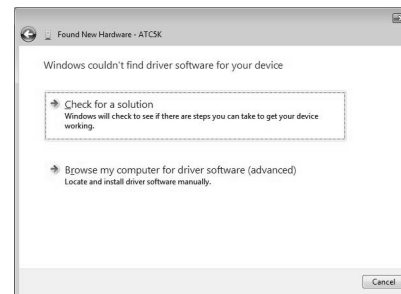 Found New Hardware - ATC5K
Windows couldn't find driver software for your device
Check for a solution
Windows will check to see if there are steps you can take to get your device
working.
Browse my computer for driver software (advanced)
Locate and install driver software manually.
Cancel